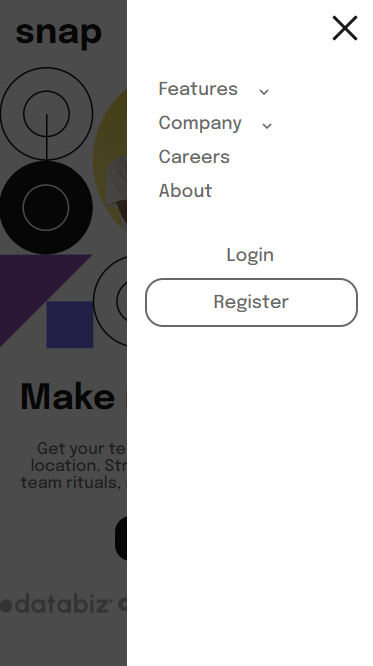 snap
Features
Company
Careers
About
Login
Register
Make
Get your te
location. Str
team rituals,
databiz